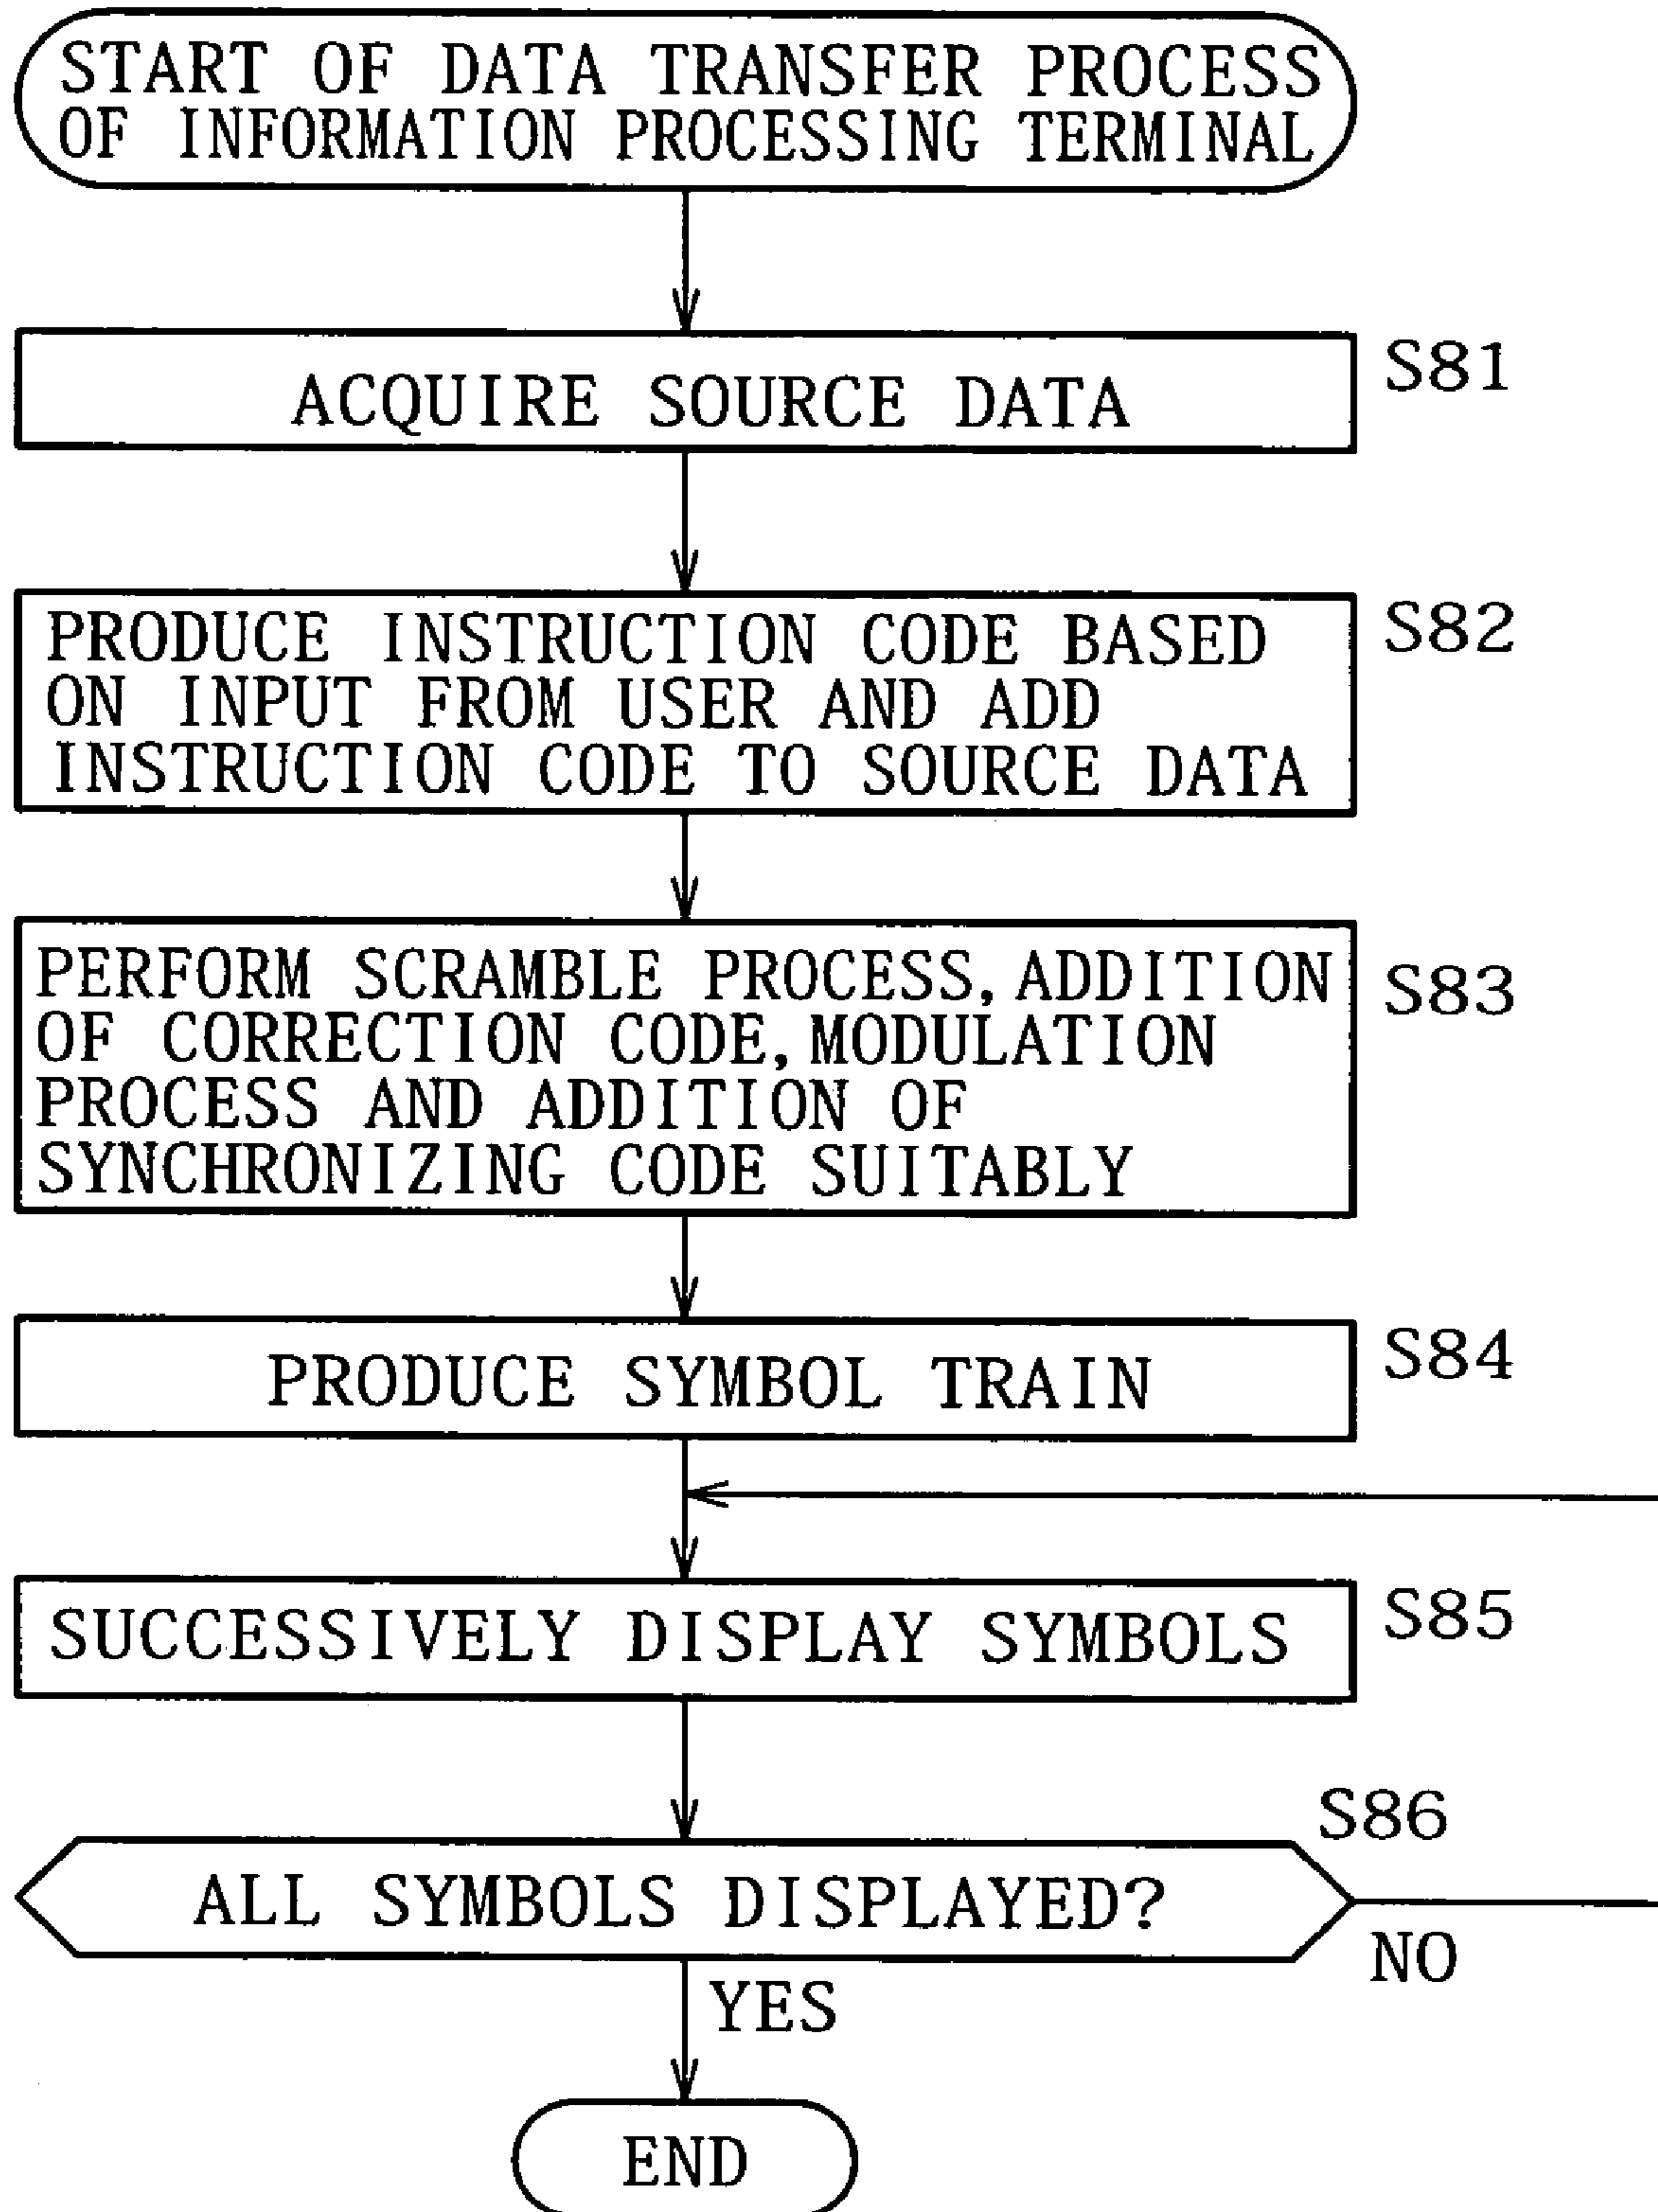 START OF DATA TRANSFER PROCESS
OF INFORMATION PROCESSING TERMINAL
ACQUIRE SOURCE DATA
S81
PRODUCE INSTRUCTION CODE BASED
ON INPUT FROM USER AND ADD
INSTRUCTION CODE TO SOURCE DATA
S82
PERFORM SCRAMBLE PROCESS, ADDITION
OF CORRECTION CODE, MODULATION
PROCESS AND ADDITION OF
SYNCHRONIZING CODE SUITABLY
S83
PRODUCE SYMBOL TRAIN
S84
SUCCESSIVELY DISPLAY SYMBOLS
S85
S86
ALL SYMBOLS DISPLAYED?
NO
YES
END